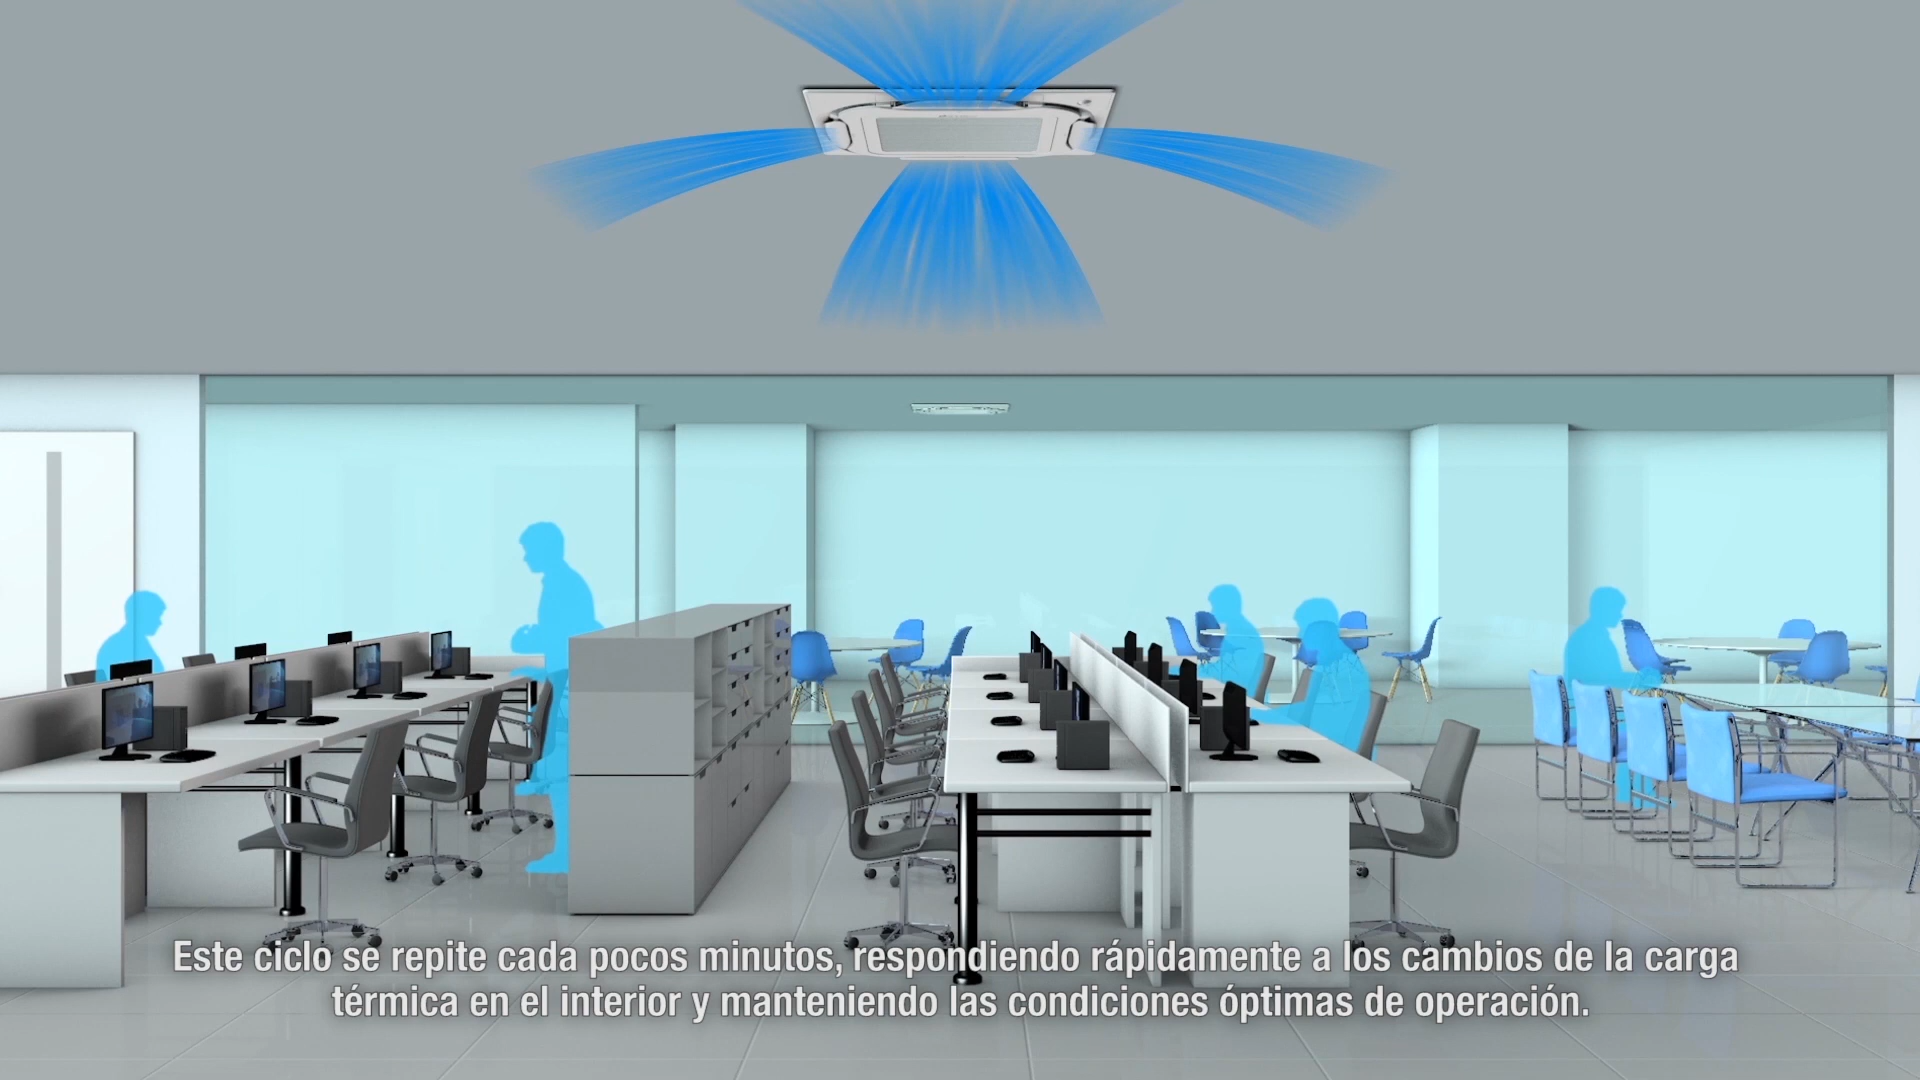 Este ciclo se repite cada pocos minutos, respondiendo rápidamente a los cambios de la carga
térmica en el interior y manteniendo las condiciones óptimas de operación.